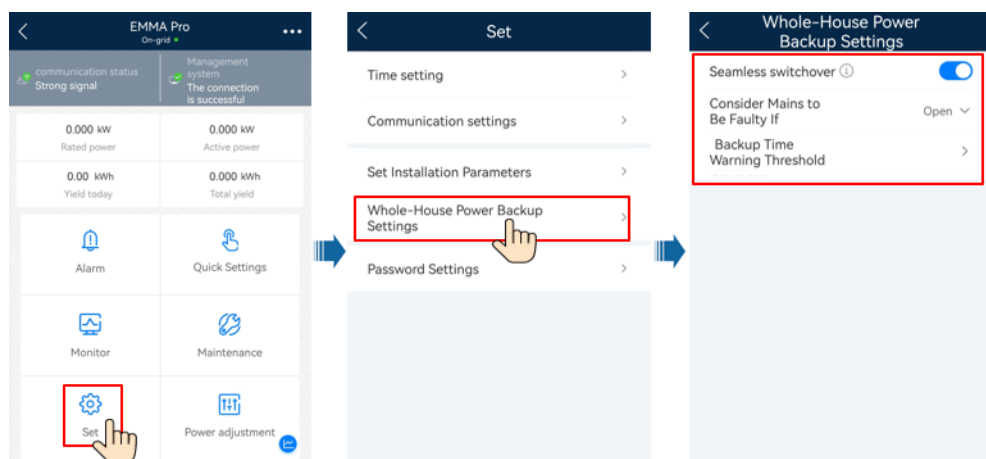 EMMA Pro
On-grid
communication status
Strong signal
Management
system
The connection
is successful
0.000 kW
Rated power
0.000 kW
Active power
0.00 kWh
Yield today
0.000 kWh
Total yield
Alarm
Quick Settings
Monitor
Maintenance
Set
Power adjustment
Set
Time setting
Communication settings
Set Installation Parameters
Whole-House Power Backup
Settings
Password Settings
Whole-House Power
Backup Settings
Seamless switchover
Consider Mains to
Be Faulty If
Open
Backup Time
Warning Threshold